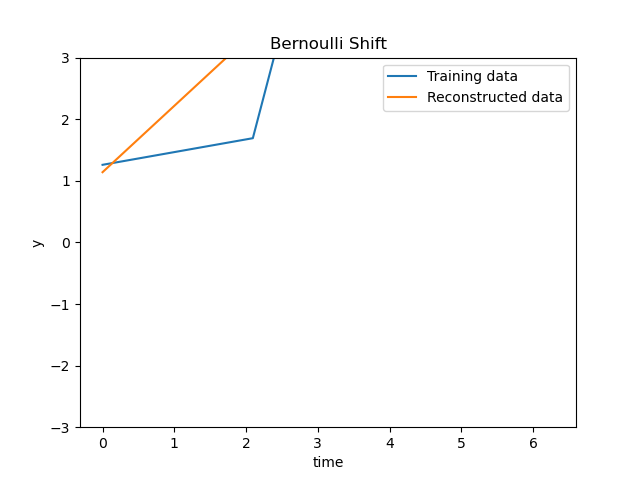 Bernoulli Shift
Training data
Reconstructed data
3
2
1
0
−1
−2
−3
y
0 1 2 3 4 5 6
time